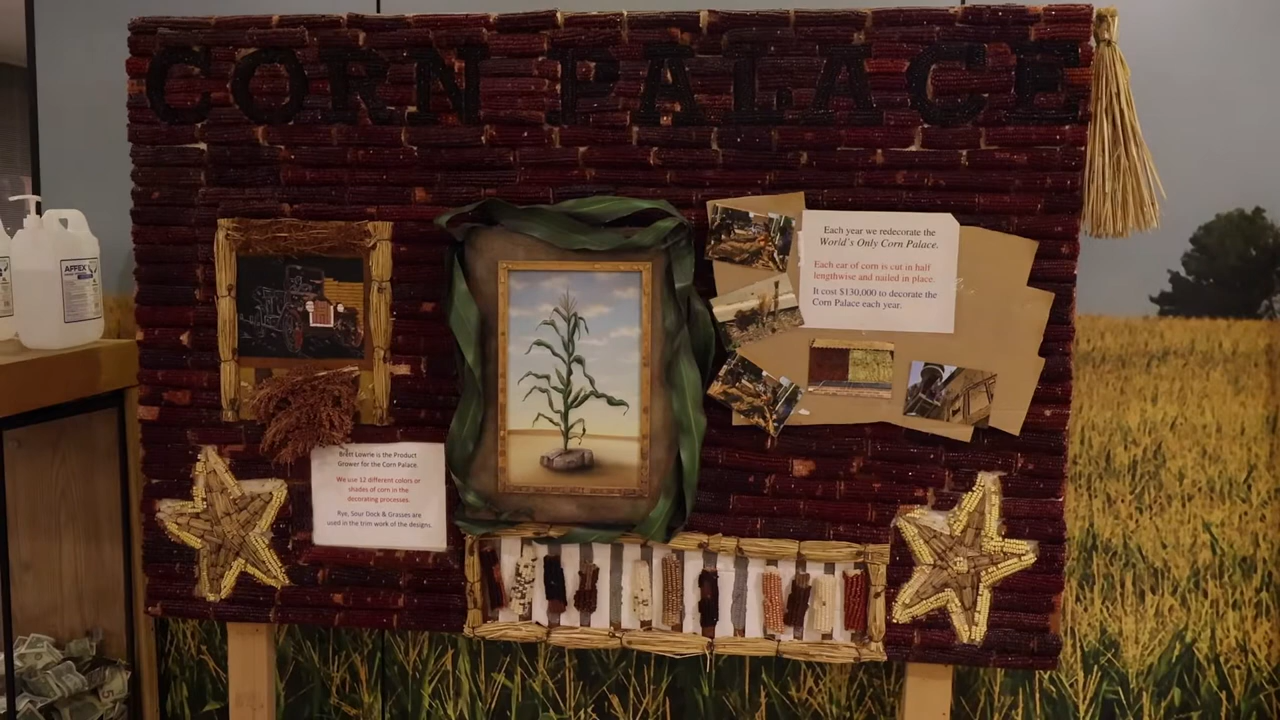 CORN PALACE
AFFEX
Each year we redecorate the
World's Only Corn Palace.
Each ear of corn is cut in half
lengthwise and nailed in place.
It cost $130,000 to decorate the
Corn Palace each year.
Brett Lowrie is the Product
Grower for the Corn Palace.
We use 12 different colors or
shades of corn in the
decorating processes.
Rye, Sour Dock & Grasses are
used in the trim work of the designs.